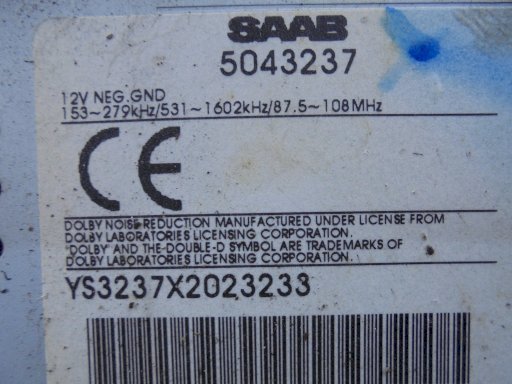 SAAB
5043237
12V NEG.GND
153~279kHz/531~1602kHz/87.5~108MHz
CE
DOLBY NOISE REDUCTION MANUFACTURED UNDER LICENSE FROM
DOLBY LABORATORIES LICENSING CORPORATION.
"DOLBY" AND THE DOUBLE-D SYMBOL ARE TRADEMARKS OF
DOLBY LABORATORIES LICENSING CORPORATION.
YS3237X2023233